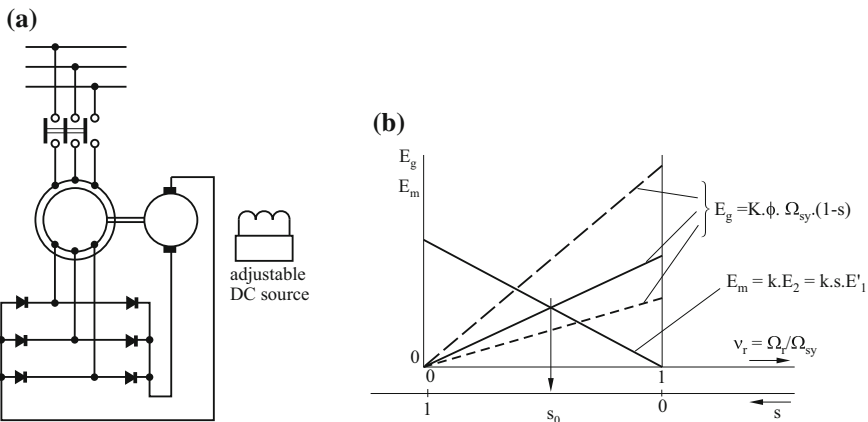 (a)
adjustable
DC source
(b)
E_g
E_m
E_g =K.ϕ. Ω_sy.(1-s)
E_m = k.E_2 = k.s.E'_1
ν_r = Ω_r/Ω_sy
0
0
1
1
s_0
0
s